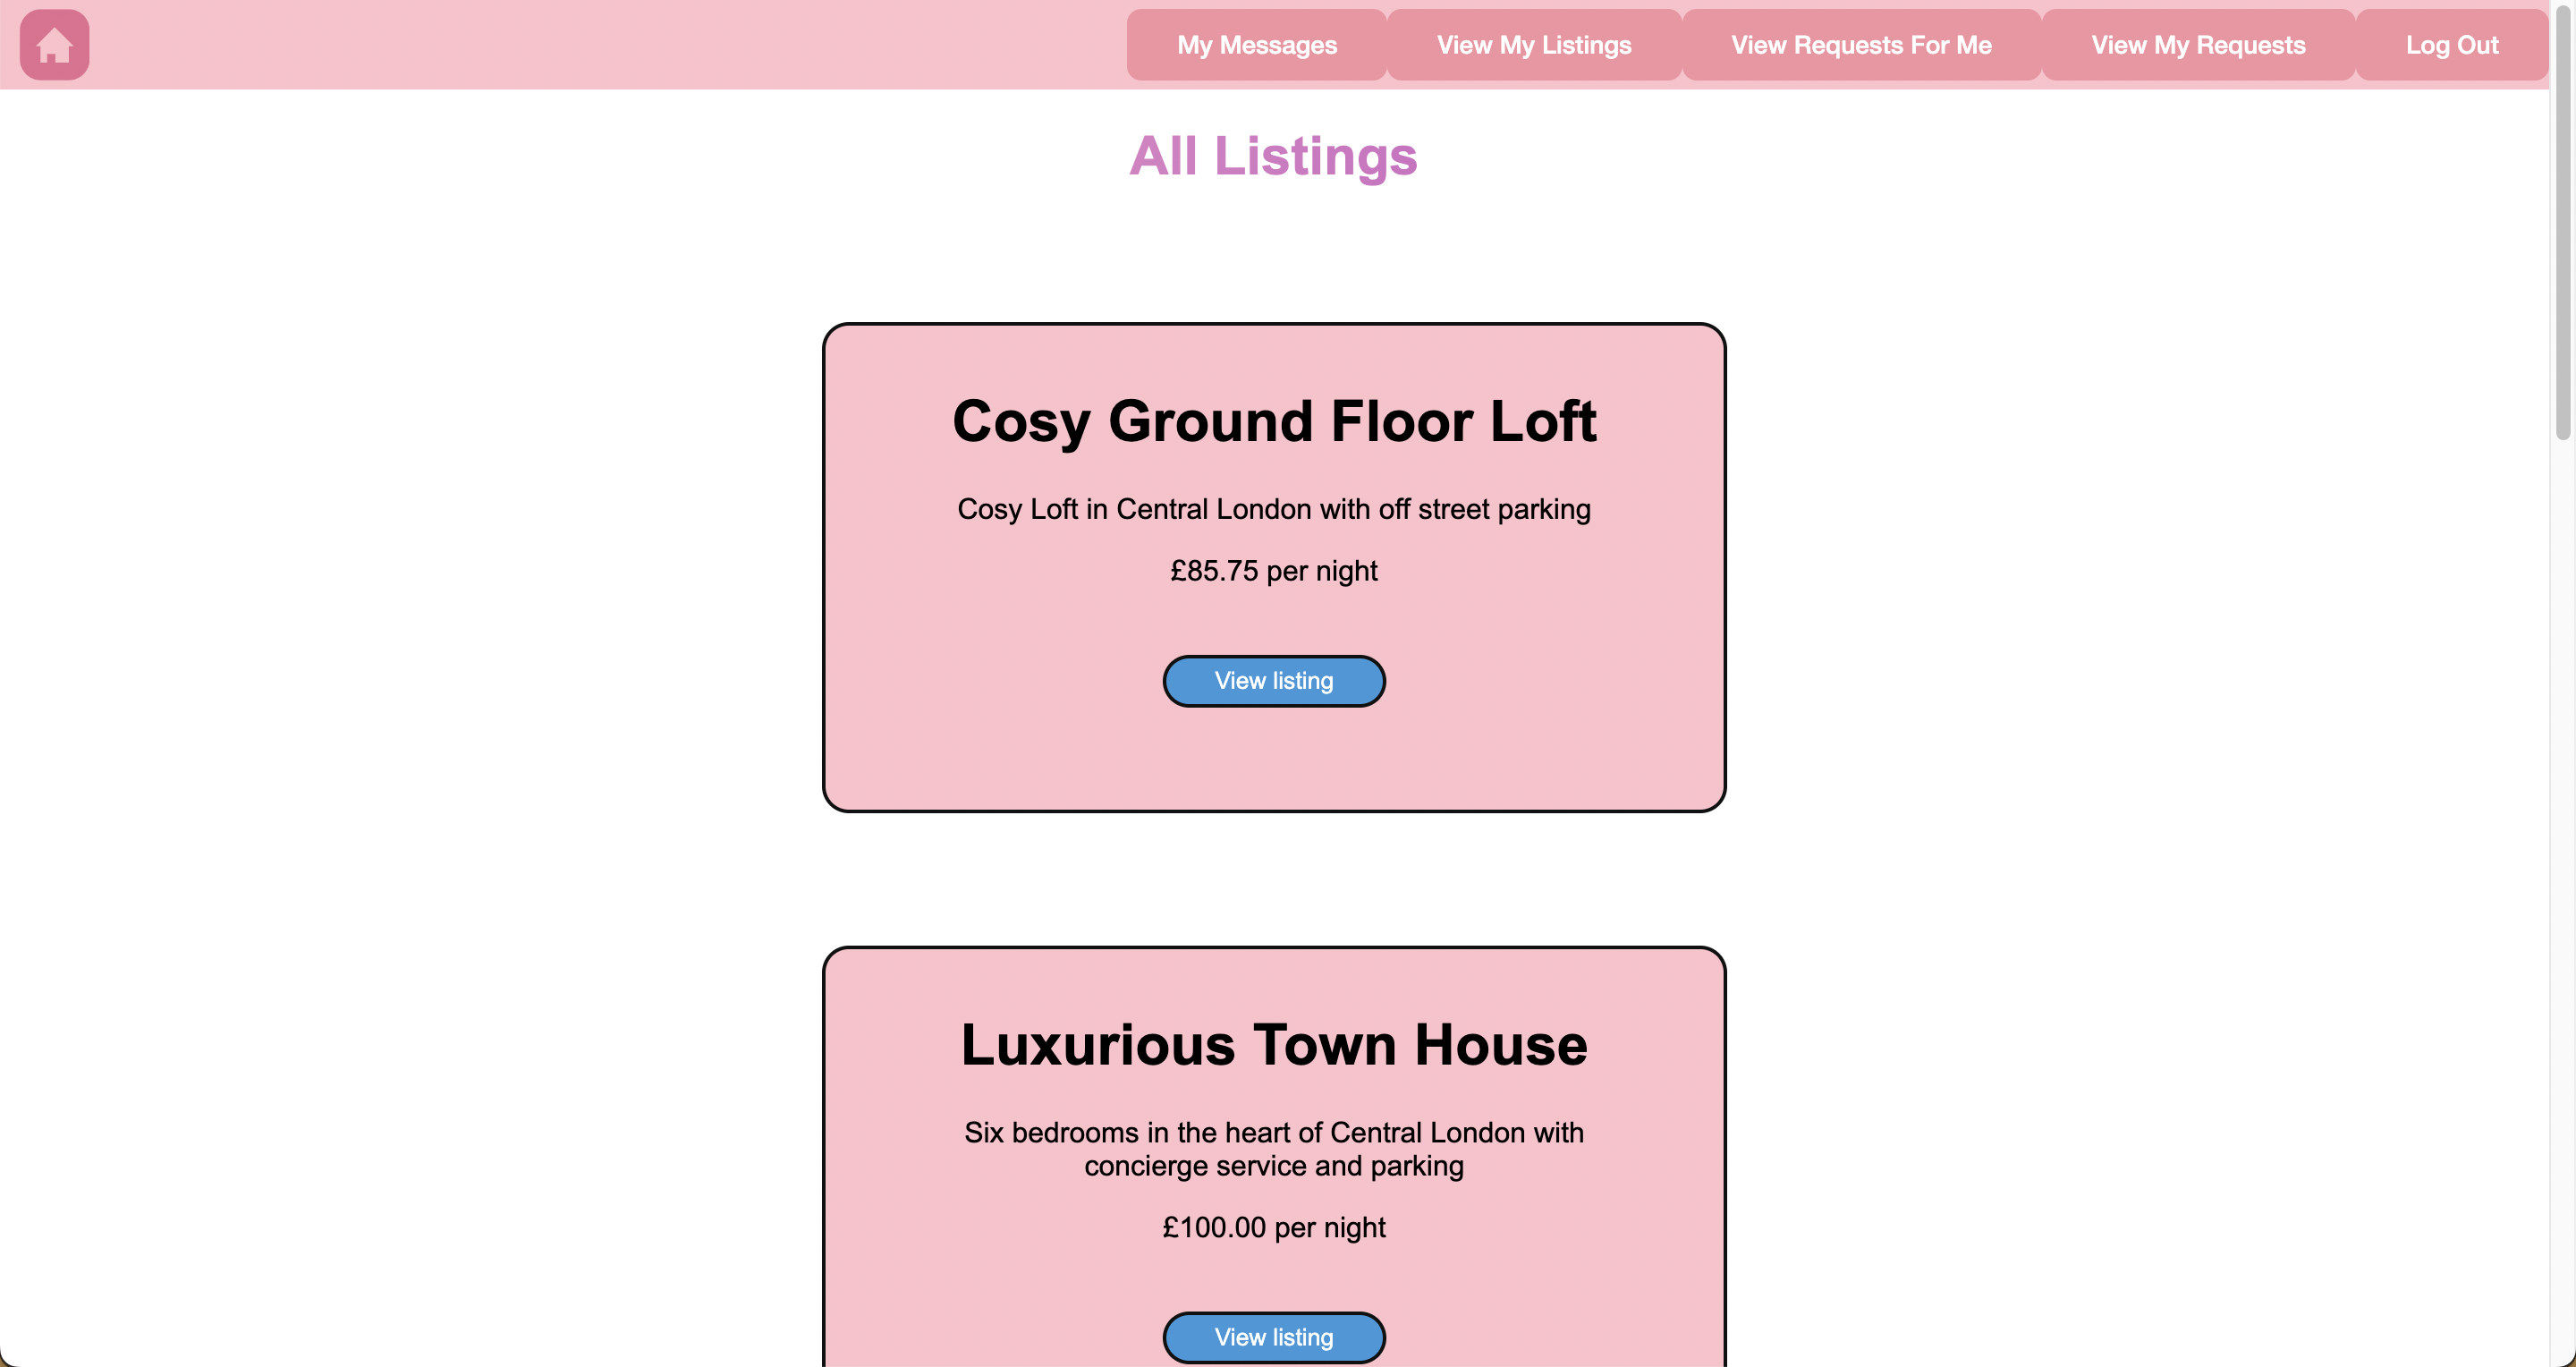 My Messages View My Listings View Requests For Me View My Requests Log Out
All Listings
Cosy Ground Floor Loft
Cosy Loft in Central London with off street parking
£85.75 per night
View listing
Luxurious Town House
Six bedrooms in the heart of Central London with
concierge service and parking
£100.00 per night
View listing